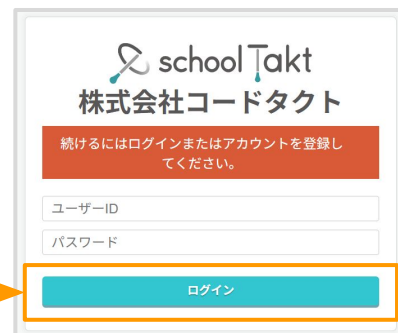 schoolTakt
株式会社コードタクト
続けるにはログインまたはアカウントを登録し
てください。
ユーザーID
パスワード
ログイン